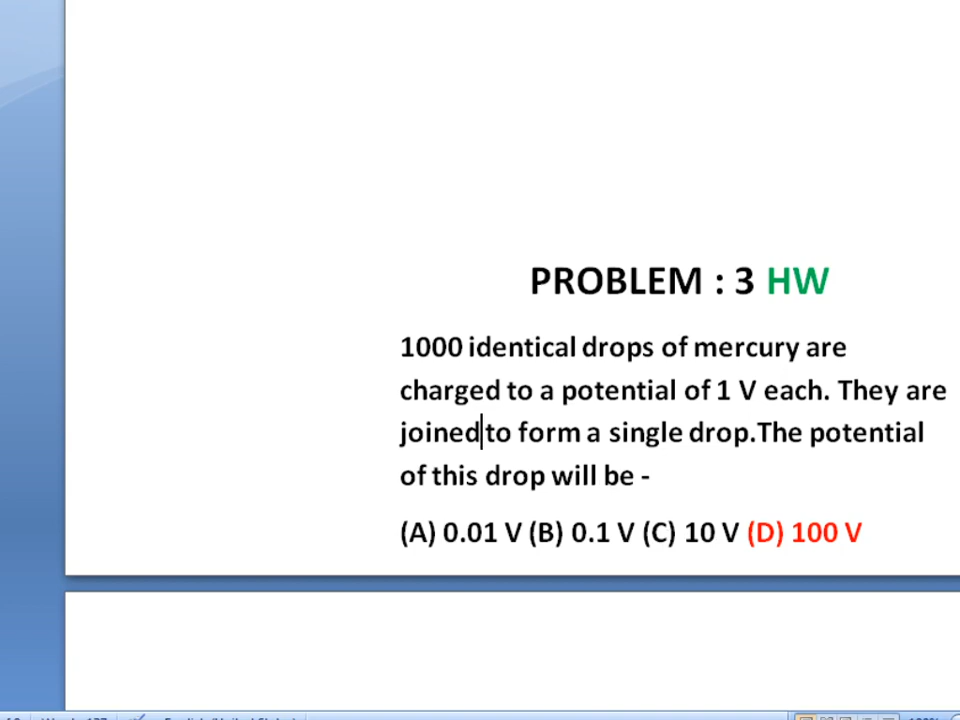 PROBLEM : 3 HW
1000 identical drops of mercury are
charged to a potential of 1 V each. They are
joined to form a single drop.The potential
of this drop will be -
(A) 0.01 V (B) 0.1 V (C) 10 V (D) 100 V